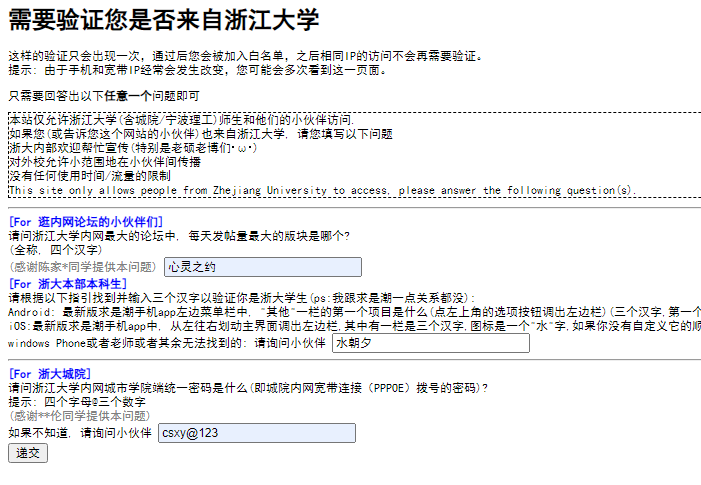 需要验证您是否来自浙江大学
这样的验证只会出现一次，通过后您会被加入白名单，之后相同IP的访问不会再需要验证。
提示: 由于手机和宽带IP经常会发生改变，您可能会多次看到这一页面。
只需要回答出以下任意一个问题即可
本站仅允许浙江大学(含城院/宁波理工)师生和他们的小伙伴访问.
如果您(或告诉您这个网站的小伙伴)也来自浙江大学, 请您填写以下问题
浙大内部欢迎帮忙宣传(特别是老硕老博们･ω･)
对外校允许小范围地在小伙伴间传播
没有任何使用时间/流量的限制
This site only allows people from Zhejiang University to access, please answer the following question(s).
[For 逛内网论坛的小伙伴们]
请问浙江大学内网最大的论坛中, 每天发帖量最大的版块是哪个?
(全称, 四个汉字)
(感谢陈家*同学提供本问题) 心灵之约
[For 浙大本部本科生]
请根据以下指引找到并输入三个汉字以验证你是浙大学生(ps:我跟求是潮一点关系都没):
Android: 最新版求是潮手机app左边菜单栏中, "其他"一栏的第一个项目是什么(点左上角的选项按钮调出左边栏)(三个汉字,第一个
iOS:最新版求是潮手机app中, 从左往右划动主界面调出左边栏,其中有一栏是三个汉字,图标是一个"水"字,如果你没有自定义它的顺
windows Phone或者老师或者其余无法找到的: 请询问小伙伴 水朝夕
[For 浙大城院]
请问浙江大学内网城市学院端统一密码是什么(即城院内网宽带连接（PPPOE）拨号的密码)?
提示: 四个字母@三个数字
(感谢**伦同学提供本问题)
如果不知道, 请询问小伙伴 csxy@123
递交